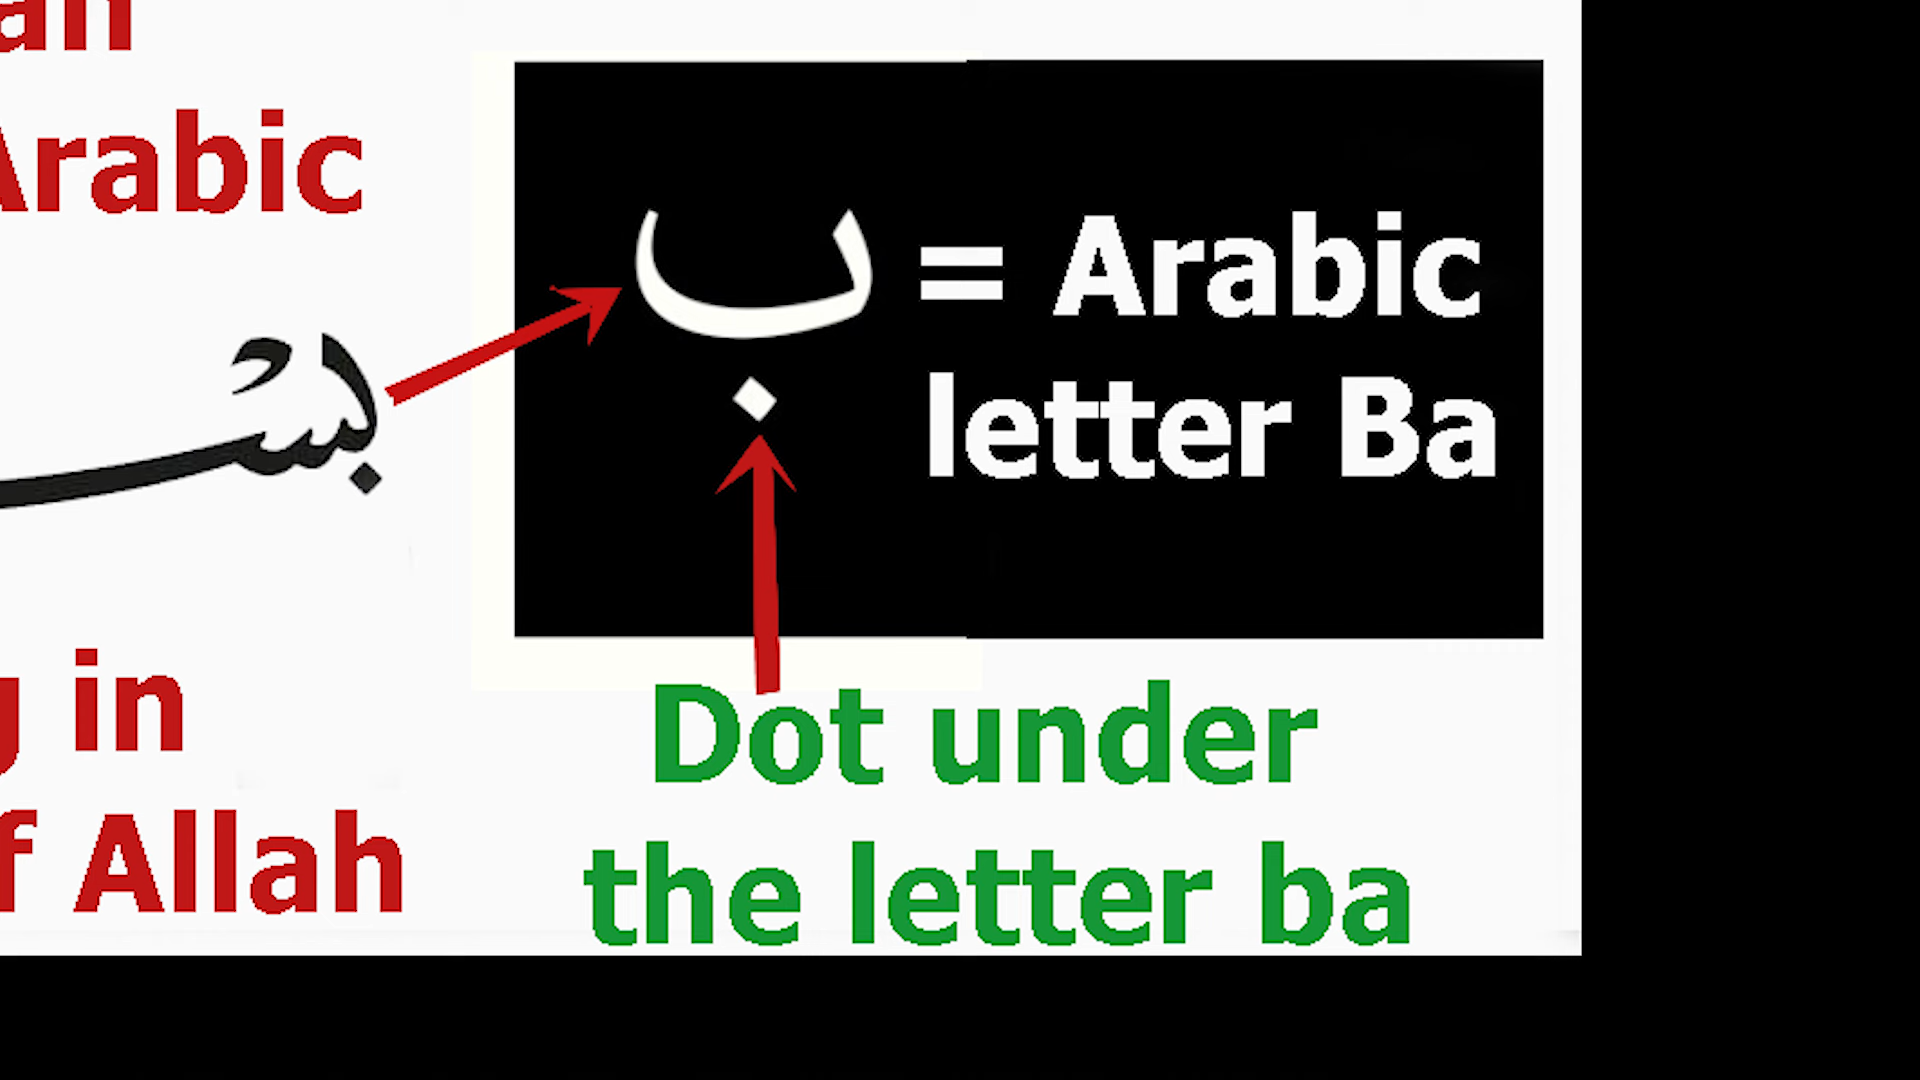 Arabic
ب = Arabic
letter Ba
بس
in
Allah
Dot under
the letter ba